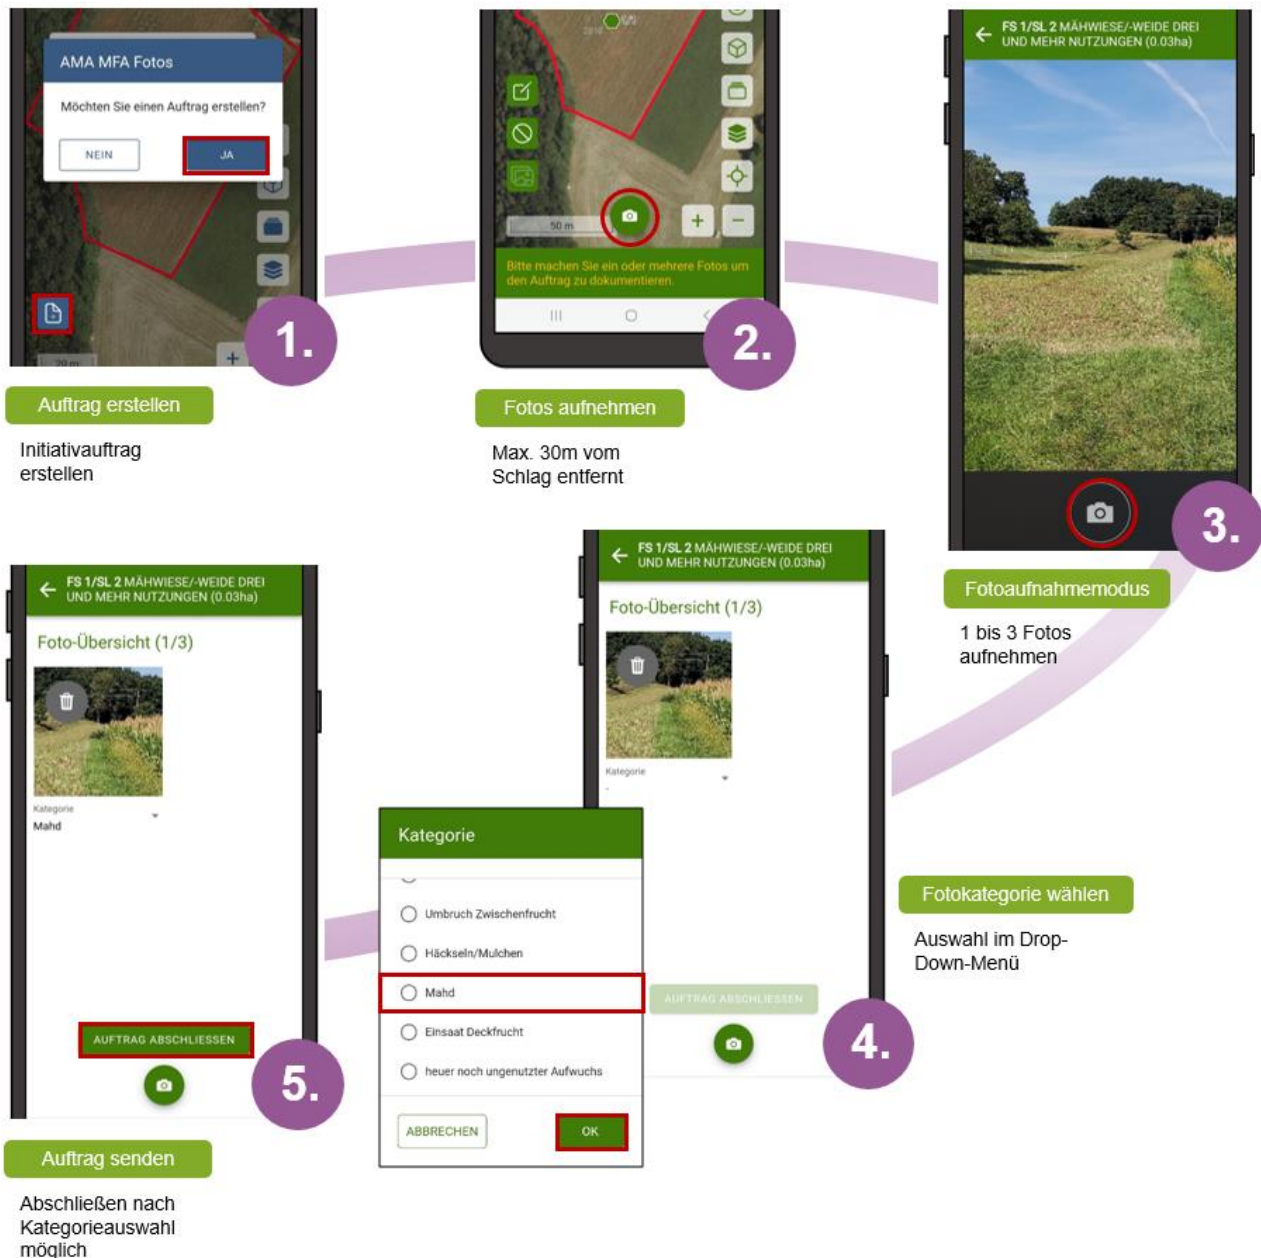 AMA MFA Fotos
Möchten Sie einen Auftrag erstellen?
NEIN
JA
20 m
+
1.
Auftrag erstellen
Initiativauftrag
erstellen
50 m
+
−
Bitte machen Sie ein oder mehrere Fotos um
den Auftrag zu dokumentieren.
2.
Fotos aufnehmen
Max. 30m vom
Schlag entfernt
FS 1/SL 2 MÄHWIESE/-WEIDE DREI
UND MEHR NUTZUNGEN (0.03ha)
3.
Fotoaufnahmemodus
1 bis 3 Fotos
aufnehmen
FS 1/SL 2 MÄHWIESE/-WEIDE DREI
UND MEHR NUTZUNGEN (0.03ha)
Foto-Übersicht (1/3)
Kategorie
-
AUFTRAG ABSCHLIESSEN
4.
Fotokategorie wählen
Auswahl im Drop-
Down-Menü
Kategorie
Umbruch Zwischenfrucht
Häckseln/Mulchen
Mahd
Einsaat Deckfrucht
heuer noch ungenutzter Aufwuchs
ABBRECHEN
OK
FS 1/SL 2 MÄHWIESE/-WEIDE DREI
UND MEHR NUTZUNGEN (0.03ha)
Foto-Übersicht (1/3)
Kategorie
Mahd
AUFTRAG ABSCHLIESSEN
5.
Auftrag senden
Abschließen nach
Kategorieauswahl
möglich